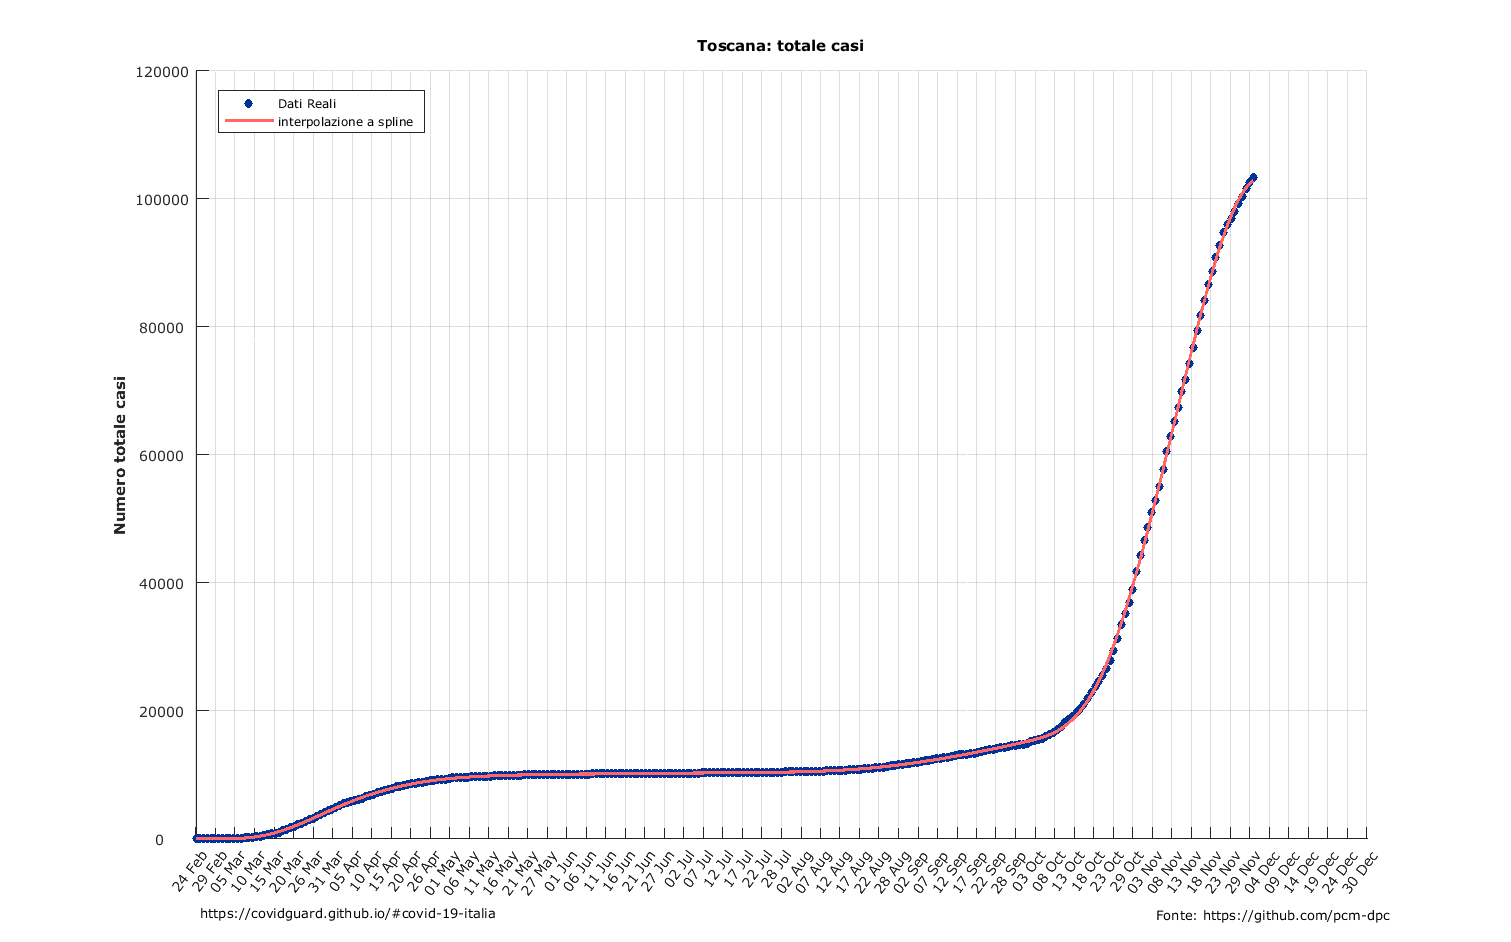 Toscana: totale casi
120000
100000
80000
60000
40000
20000
0
Numero totale casi
Dati Reali
interpolazione a spline
24 Feb
29 Feb
05 Mar
10 Mar
15 Mar
20 Mar
26 Mar
31 Mar
05 Apr
10 Apr
15 Apr
20 Apr
26 Apr
01 May
06 May
11 May
16 May
21 May
27 May
01 Jun
06 Jun
11 Jun
16 Jun
21 Jun
27 Jun
02 Jul
07 Jul
12 Jul
17 Jul
22 Jul
28 Jul
02 Aug
07 Aug
12 Aug
17 Aug
22 Aug
28 Aug
02 Sep
07 Sep
12 Sep
17 Sep
22 Sep
28 Sep
03 Oct
08 Oct
13 Oct
18 Oct
23 Oct
29 Oct
03 Nov
08 Nov
13 Nov
18 Nov
23 Nov
29 Nov
04 Dec
09 Dec
14 Dec
19 Dec
24 Dec
30 Dec
https://covidguard.github.io/#covid-19-italia
Fonte: https://github.com/pcm-dpc